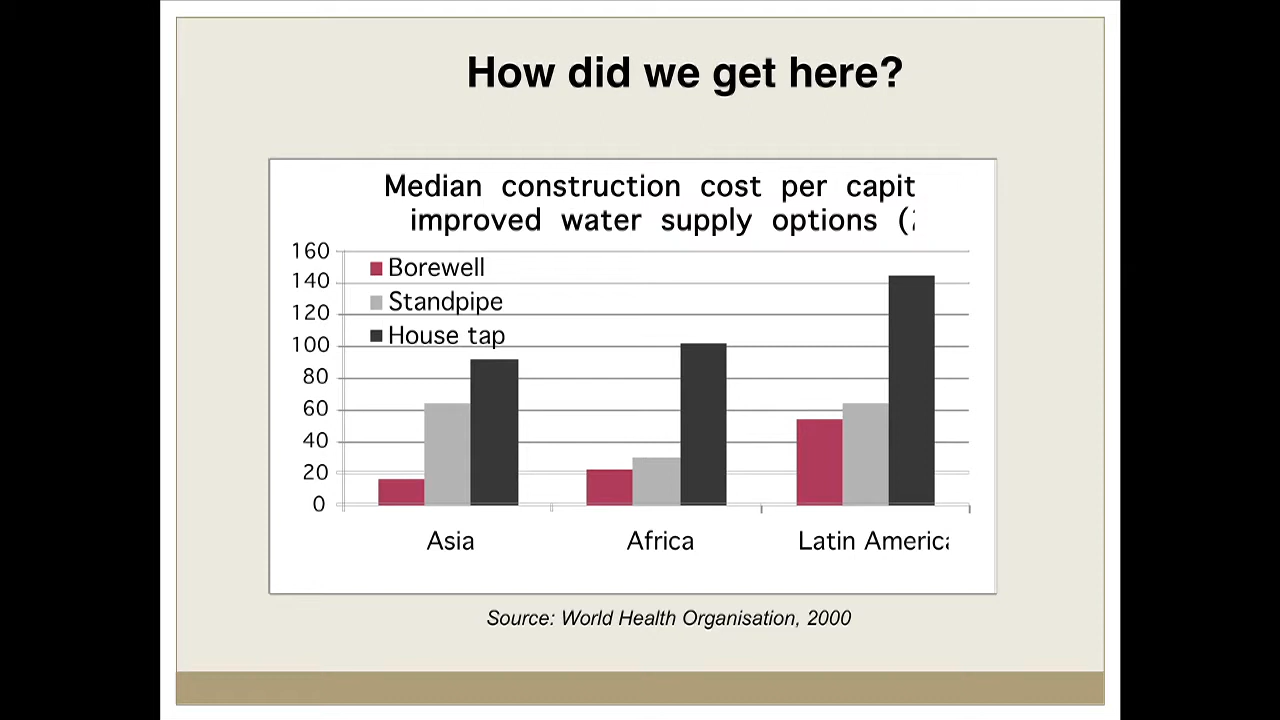 How did we get here?
Median construction cost per capit
improved water supply options (
160
140
120
100
80
60
40
20
0
Borewell
Standpipe
House tap
Asia
Africa
Latin America
Source: World Health Organisation, 2000